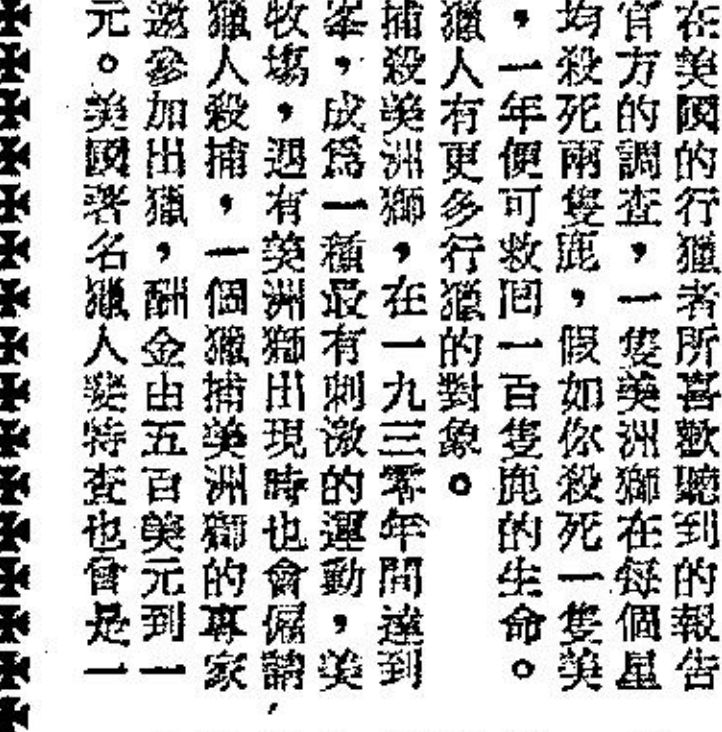 在美國的行獵者所喜歡聽到的報告
官方的調查，一隻美洲獅在每個星
均殺死兩隻鹿，假如你殺死一隻美
，一年便可救回一百隻鹿的生命。
獵人有更多行獵的對象。
捕殺美洲獅，在一九三零年間達到
峯，成爲一種最有刺激的運動，美
牧塲，遇有美洲獅出現時也會僱請
獵人殺捕，一個獵捕美洲獅的專家
邀參加出獵，酬金由五百美元到一
元。美國著名獵人斐特查也曾是一